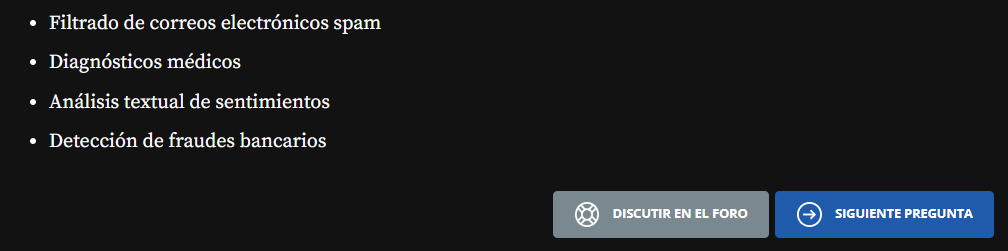 • Filtrado de correos electrónicos spam
• Diagnósticos médicos
• Análisis textual de sentimientos
• Detección de fraudes bancarios
DISCUTIR EN EL FORO
SIGUIENTE PREGUNTA